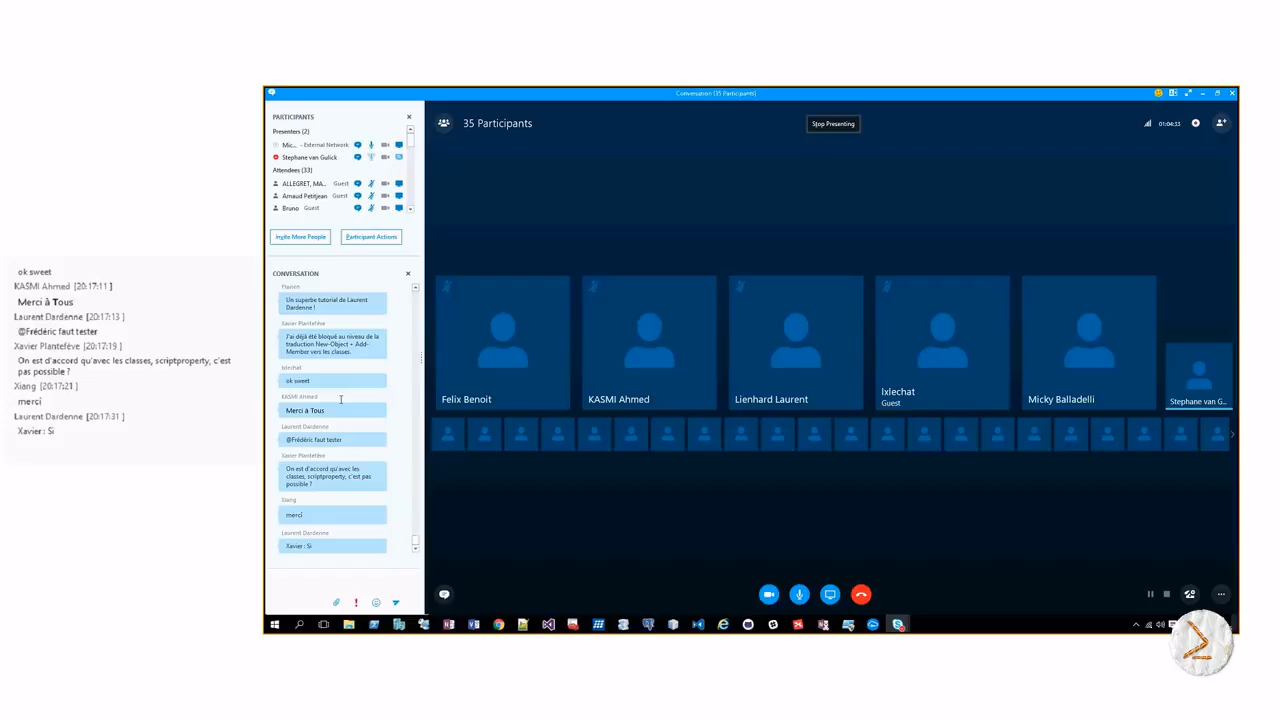 ok sweet
KASMI Ahmed [20:17:11]
Merci à Tous
Laurent Dardenne [20:17:13]
@Frédéric faut tester
Xavier Plantefève [20:17:19]
On est d'accord qu'avec les classes, scriptproperty, c'est
pas possible ?
Xiang [20:17:21]
merci
Laurent Dardenne [20:17:31]
Xavier : Si
Conversation (35 Participants)
PARTICIPANTS
Presenters (2)
Mic... - External Network
Stephane van Gulick
Attendees (33)
ALLEGRET, MA... Guest
Arnaud Petitjean Guest
Bruno Guest
Invite More People
Participant Actions
CONVERSATION
Un superbe tutorial de Laurent
Dardenne !
Xavier Plantefève
J'ai déjà été bloqué au niveau de la
traduction New-Object + Add-
Member vers les classes.
Ixlechat
ok sweet
KASMI Ahmed
Merci à Tous
Laurent Dardenne
@Frédéric faut tester
Xavier Plantefève
On est d'accord qu'avec les
classes, scriptproperty, c'est pas
possible ?
Xiang
merci
Laurent Dardenne
Xavier : Si
35 Participants
Stop Presenting
01:04:33
Felix Benoit
KASMI Ahmed
Lienhard Laurent
Ixlechat
Guest
Micky Balladelli
Stephane van G...